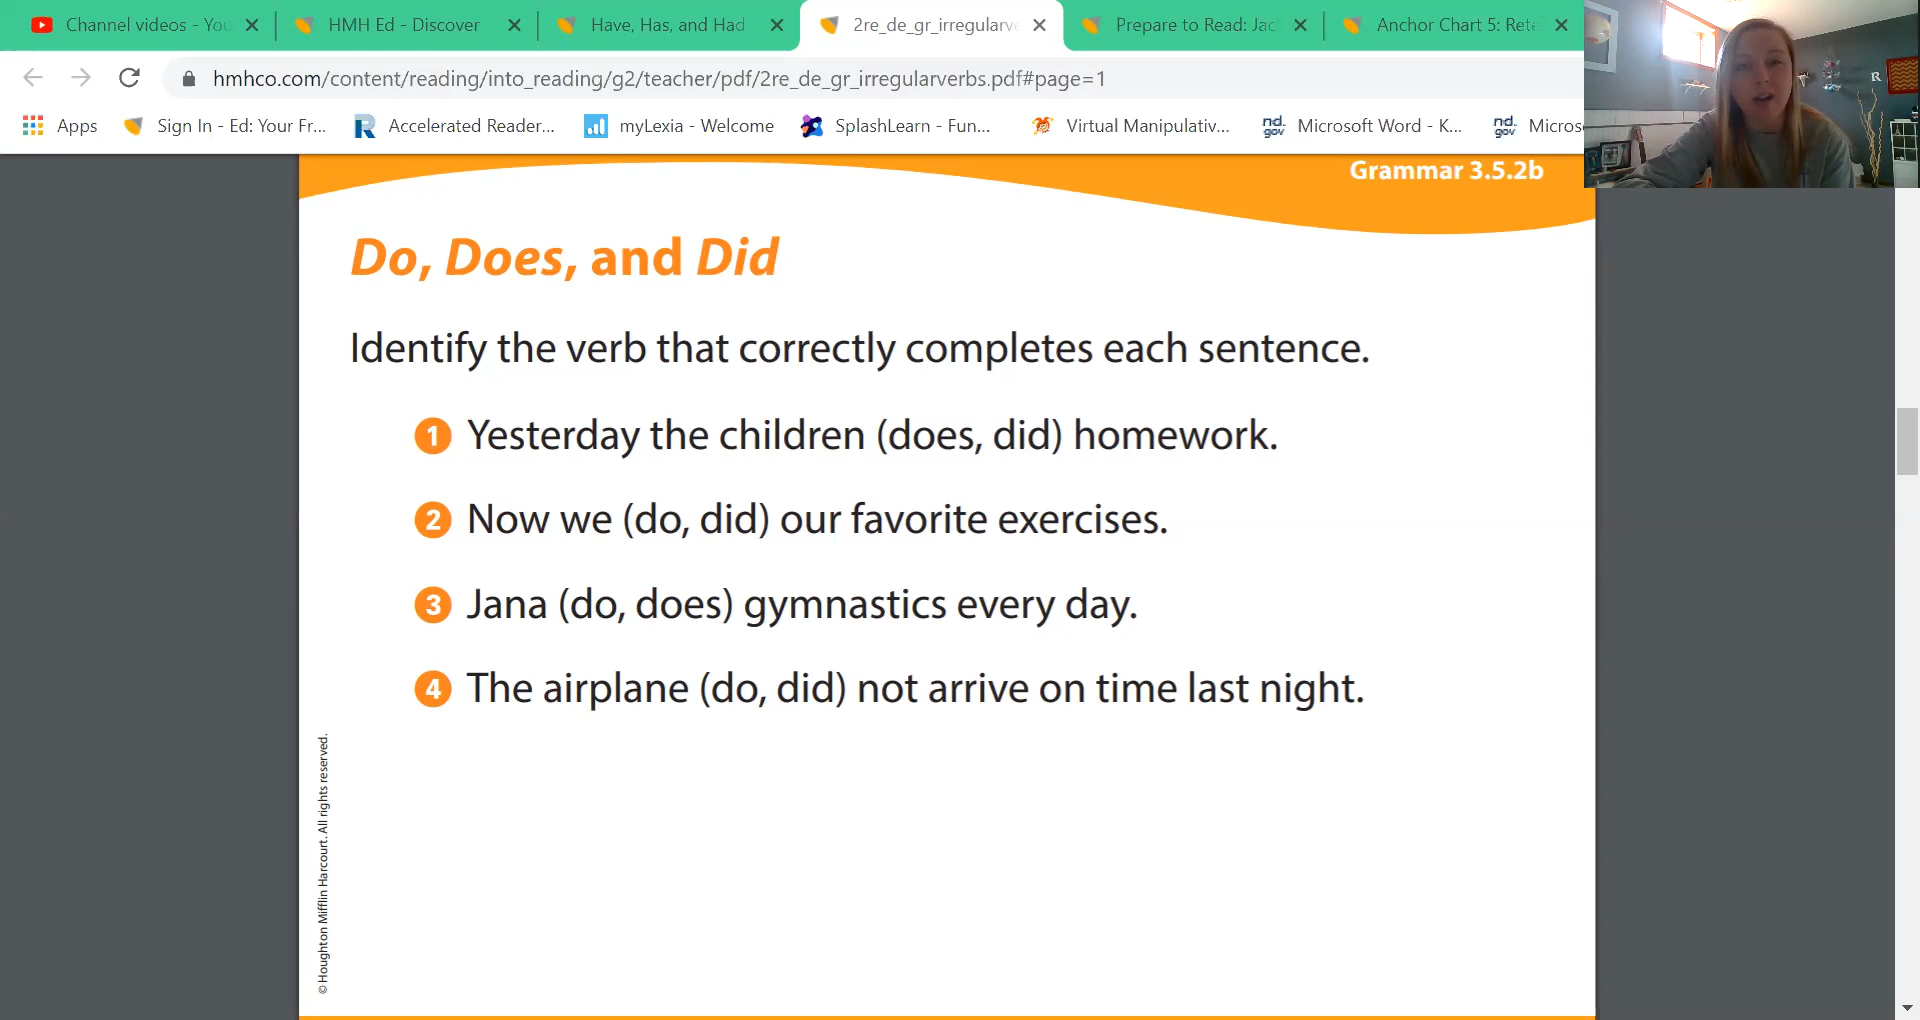 Channel videos - You
HMH Ed - Discover
Have, Has, and Had
2re_de_gr_irregularve
Prepare to Read: Jac
Anchor Chart 5: Rete
hmhco.com/content/reading/into_reading/g2/teacher/pdf/2re_de_gr_irregularverbs.pdf#page=1
Apps
Sign In - Ed: Your Fr...
Accelerated Reader...
myLexia - Welcome
SplashLearn - Fun...
Virtual Manipulativ...
nd.gov
Microsoft Word - K...
nd.gov
Micros
R
Grammar 3.5.2b
Do, Does, and Did
Identify the verb that correctly completes each sentence.
1 Yesterday the children (does, did) homework.
2 Now we (do, did) our favorite exercises.
3 Jana (do, does) gymnastics every day.
4 The airplane (do, did) not arrive on time last night.
© Houghton Mifflin Harcourt. All rights reserved.